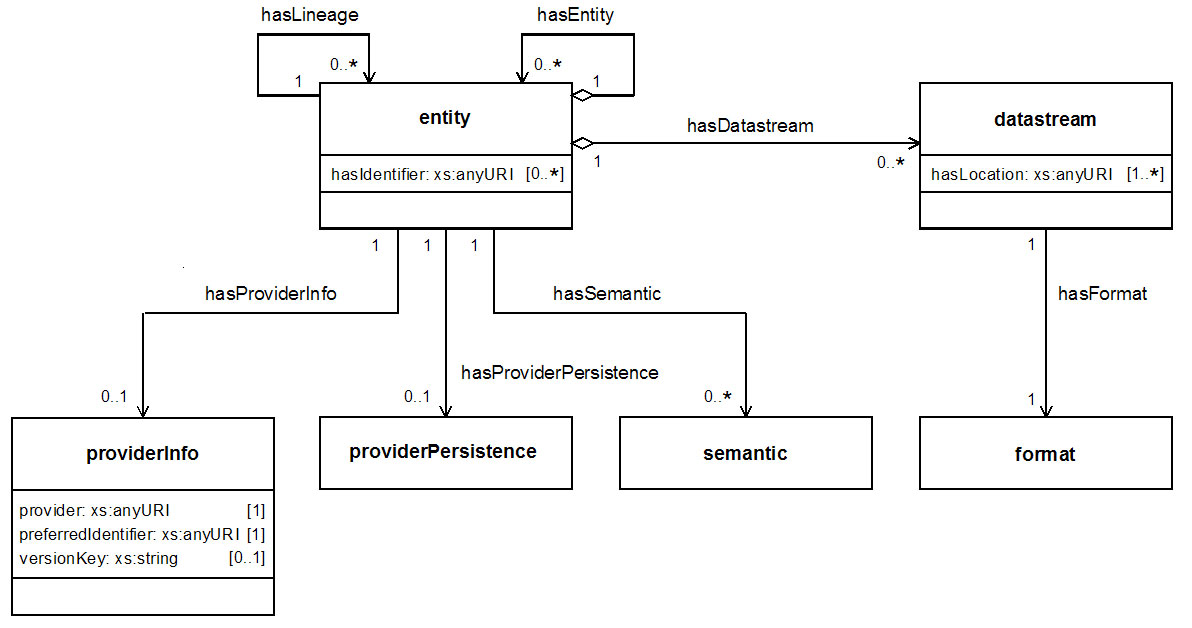 hasLineage
hasEntity
0..*
0..*
1
1
entity
datastream
hasDatastream
1
0..*
hasIdentifier: xs:anyURI [0..*]
hasLocation: xs:anyURI [1..*]
1
1
1
1
hasProviderInfo
hasSemantic
hasFormat
hasProviderPersistence
0..1
0..1
0..*
1
providerInfo
providerPersistence
semantic
format
provider: xs:anyURI [1]
preferredIdentifier: xs:anyURI [1]
versionKey: xs:string [0..1]